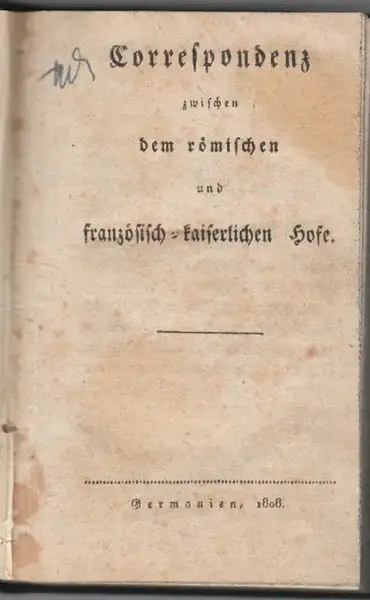 Correſpondenz
zwiſchen
dem römiſchen
und
franzöſiſch-kaiſerlichen Hofe.
Germanien, 1808.